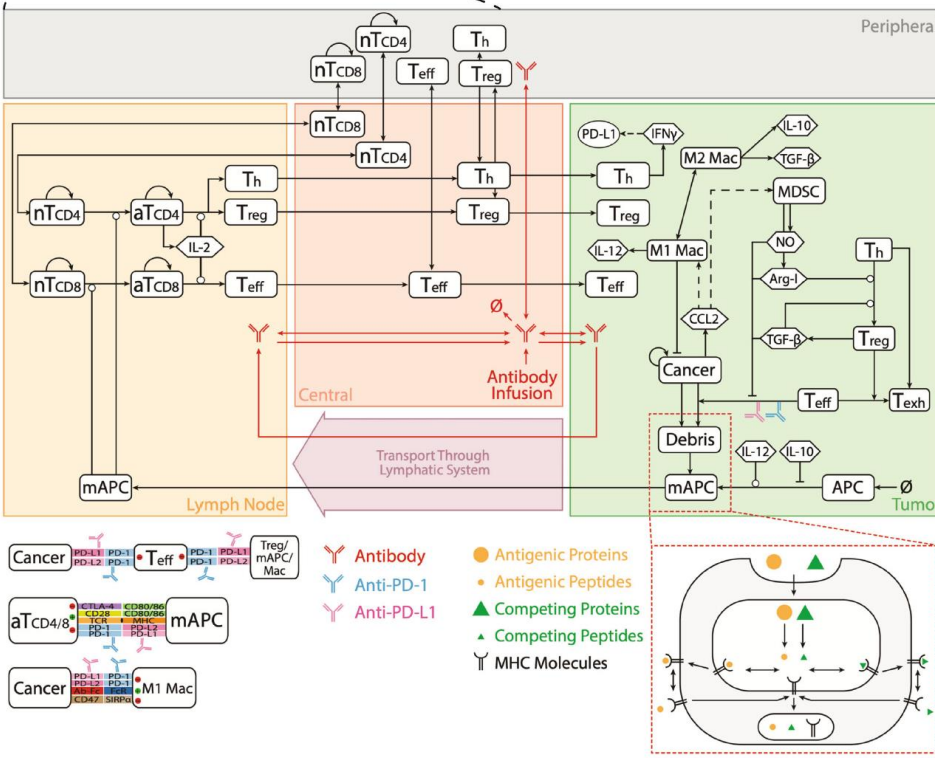 Periphera
nTCD4
Th
nTCD8
Teff
Treg
nTCD8
nTCD4
PD-L1
IFNγ
IL-10
M2 Mac
TGF-β
Th
Th
Th
MDSC
nTCD4
aTCD4
Treg
Treg
Treg
IL-2
IL-12
M1 Mac
NO
Th
nTCD8
aTCD8
Teff
Teff
Teff
Arg-I
Ø
CCL2
TGF-β
Treg
Cancer
Antibody
Infusion
Central
Teff
Texh
Debris
Transport Through
Lymphatic System
IL-12
IL-10
mAPC
mAPC
APC
Ø
Lymph Node
Tumo
Cancer
PD-L1
PD-1
PD-L2
PD-1
Teff
PD-1
PD-L1
PD-1
PD-L2
Treg/
mAPC/
Mac
aTCD4/8
CTLA-4
CD80/86
CD28
CD80/86
TCR
MHC
PD-1
PD-L2
PD-1
PD-L1
mAPC
Cancer
PD-L1
PD-1
PD-L2
PD-1
Ab-Fc
FcR
CD47
SIRPα
M1 Mac
Antibody
Anti-PD-1
Anti-PD-L1
Antigenic Proteins
Antigenic Peptides
Competing Proteins
Competing Peptides
MHC Molecules